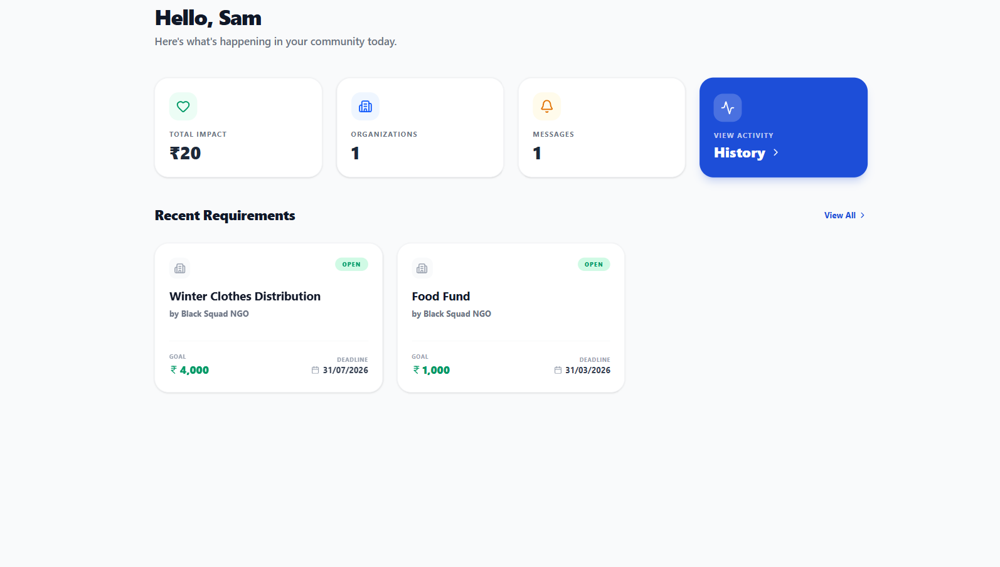 Hello, Sam
Here's what's happening in your community today.
TOTAL IMPACT
₹20
ORGANIZATIONS
1
MESSAGES
1
VIEW ACTIVITY
History
Recent Requirements
View All
OPEN
Winter Clothes Distribution
by Black Squad NGO
GOAL
₹ 4,000
DEADLINE
31/07/2026
OPEN
Food Fund
by Black Squad NGO
GOAL
₹ 1,000
DEADLINE
31/03/2026